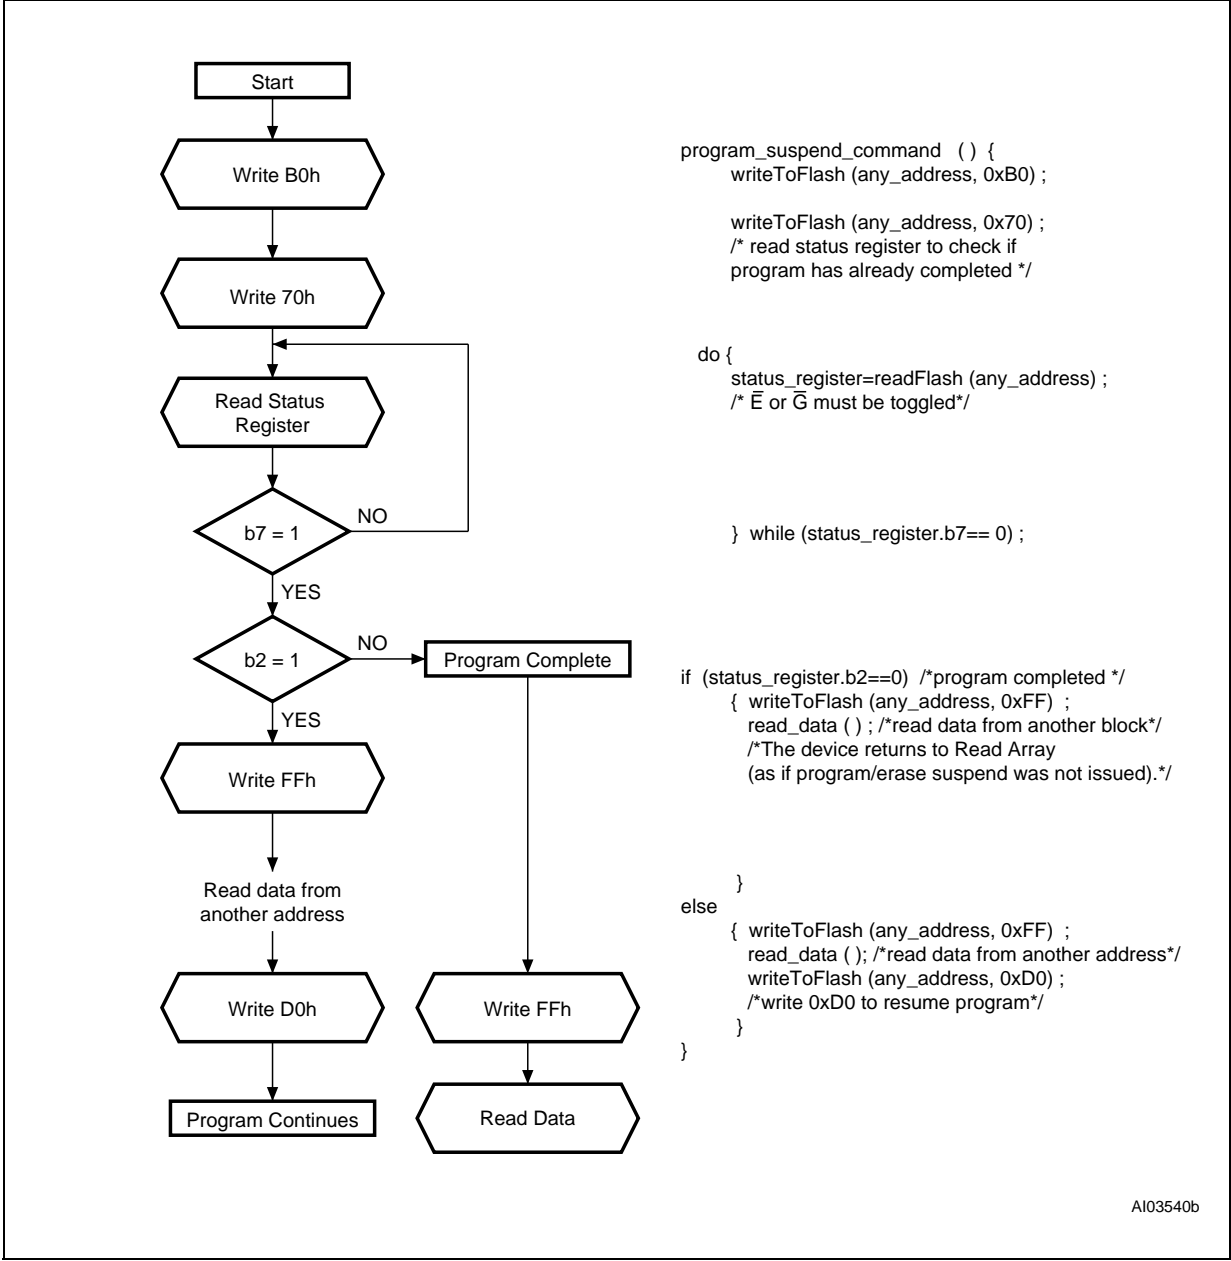 Start
Write B0h
Write 70h
Read Status
Register
b7 = 1
NO
YES
b2 = 1
NO
Program Complete
YES
Write FFh
Read data from
another address
Write D0h
Write FFh
Program Continues
Read Data
program_suspend_command ( ) {
writeToFlash (any_address, 0xB0) ;
writeToFlash (any_address, 0x70) ;
/* read status register to check if
program has already completed */
do {
status_register=readFlash (any_address) ;
/* E̅ or G̅ must be toggled*/
} while (status_register.b7== 0) ;
if (status_register.b2==0) /*program completed */
{ writeToFlash (any_address, 0xFF) ;
read_data ( ) ; /*read data from another block*/
/*The device returns to Read Array
(as if program/erase suspend was not issued).*/
}
else
{ writeToFlash (any_address, 0xFF) ;
read_data ( ); /*read data from another address*/
writeToFlash (any_address, 0xD0) ;
/*write 0xD0 to resume program*/
}
}
AI03540b